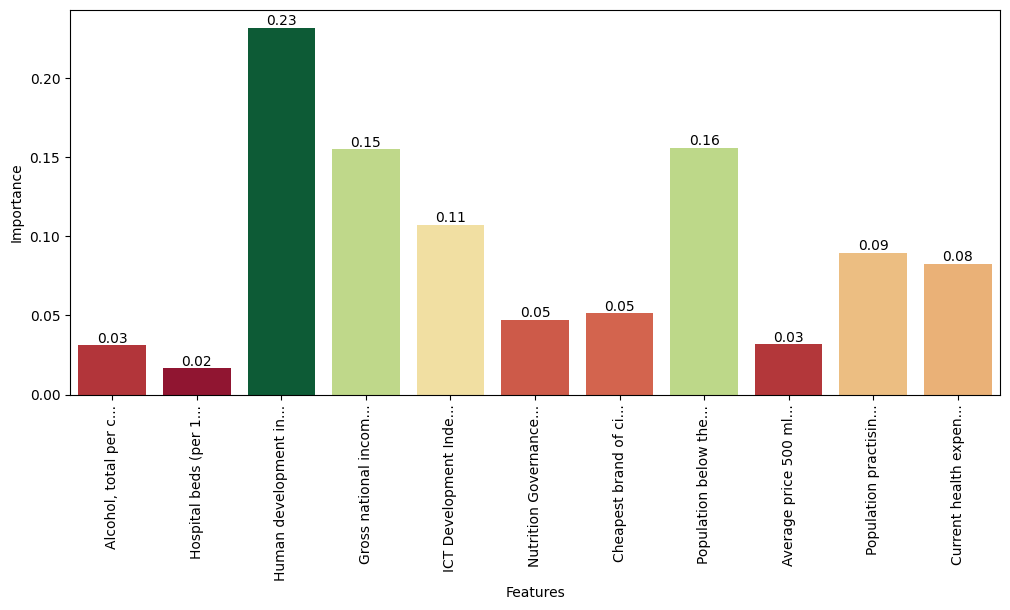 Importance
0.20
0.15
0.10
0.05
0.00
0.03
0.02
0.23
0.15
0.11
0.05
0.05
0.16
0.03
0.09
0.08
Alcohol, total per c...
Hospital beds (per 1...
Human development in...
Gross national incom...
ICT Development Inde...
Nutrition Governance...
Cheapest brand of ci...
Population below the...
Average price 500 ml...
Population practisin...
Current health expen...
Features